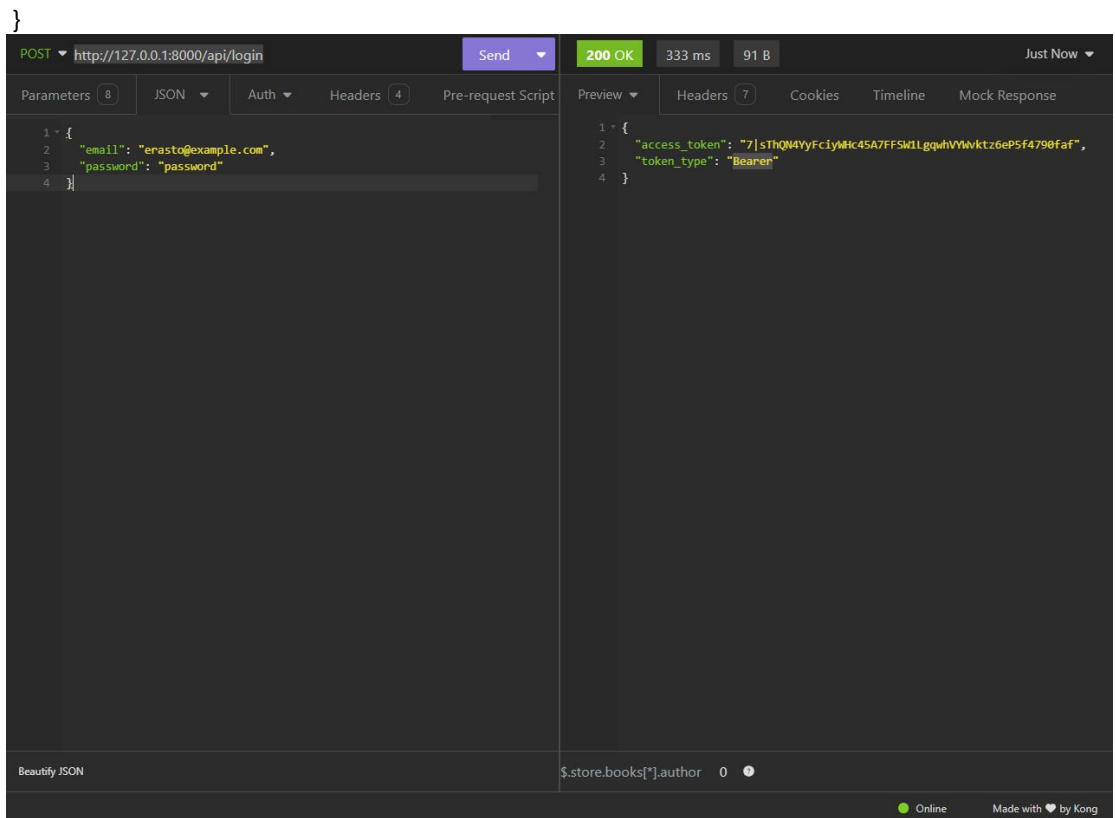 }
POST http://127.0.0.1:8000/api/login Send 200 OK 333 ms 91 B Just Now
Parameters 8 JSON Auth Headers 4 Pre-request Script Preview Headers 7 Cookies Timeline Mock Response
1 {
2 "email": "erasto@example.com",
3 "password": "password"
4 }
1 {
2 "access_token": "7|sThQN4YyFciyWHc45A7FFSW1LgqwhVYWvktz6eP5f4790faf",
3 "token_type": "Bearer"
4 }
Beautify JSON $.store.books[*].author 0 ?
Online Made with ♥ by Kong